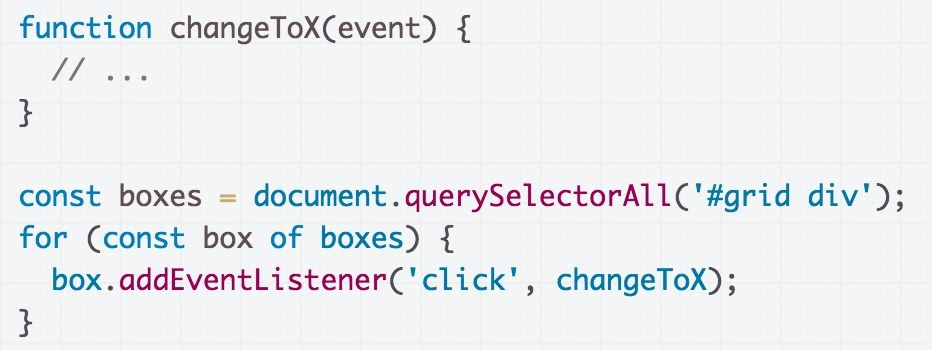 function changeToX(event) {
  // ...
}

const boxes = document.querySelectorAll('#grid div');
for (const box of boxes) {
  box.addEventListener('click', changeToX);
}